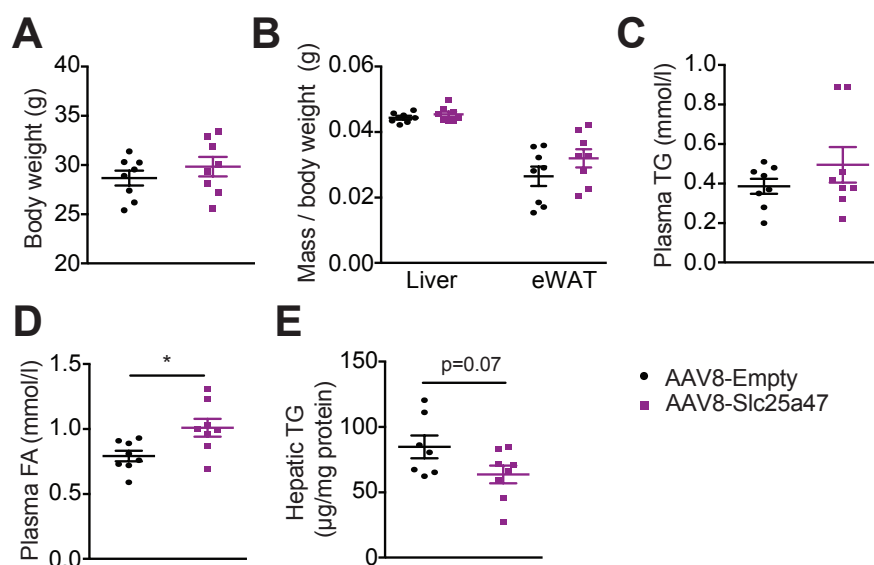 A
Body weight (g)
40
35
30
25
20
B
Mass / body weight (g)
0.06
0.04
0.02
0.00
Liver
eWAT
C
Plasma TG (mmol/l)
1.0
0.8
0.6
0.4
0.2
0.0
D
Plasma FA (mmol/l)
1.5
1.0
0.5
0.0
*
E
Hepatic TG
(µg/mg protein)
150
100
50
0
p=0.07
AAV8-Empty
AAV8-Slc25a47